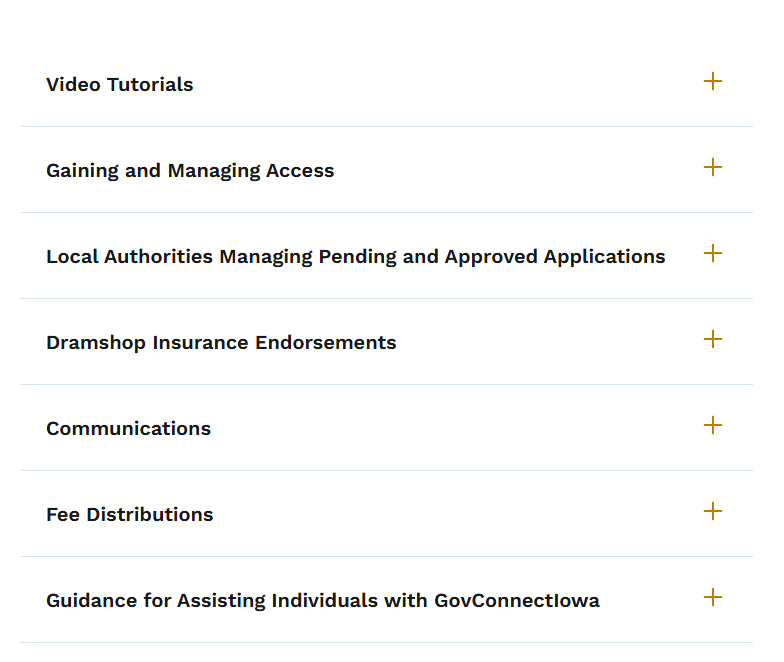 Video Tutorials
Gaining and Managing Access
Local Authorities Managing Pending and Approved Applications
Dramshop Insurance Endorsements
Communications
Fee Distributions
Guidance for Assisting Individuals with GovConnectIowa